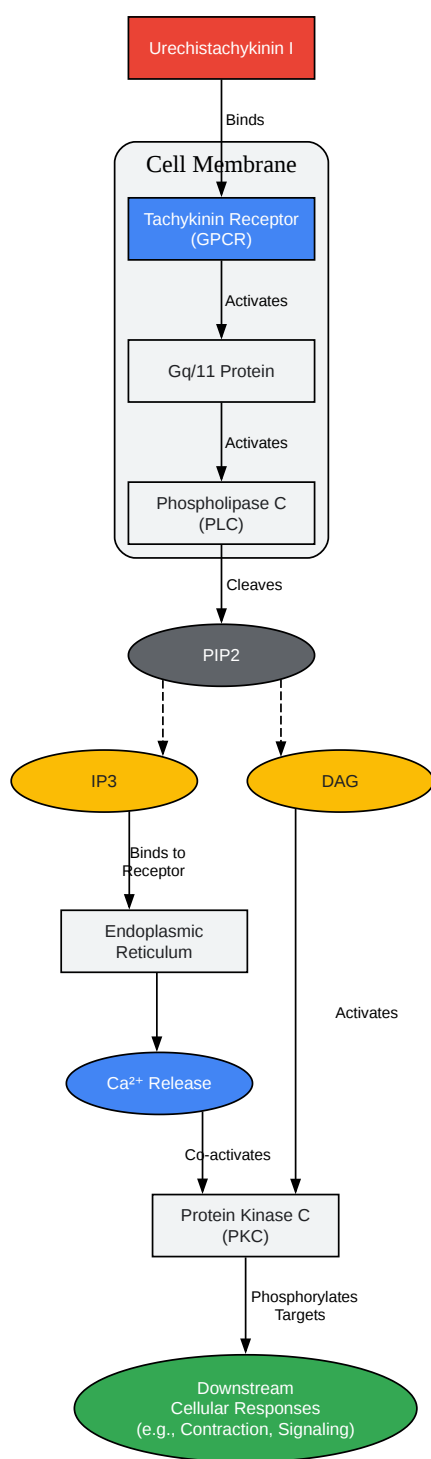 Urechistachykinin I
Binds
Cell Membrane
Tachykinin Receptor
(GPCR)
Activates
Gq/11 Protein
Activates
Phospholipase C
(PLC)
Cleaves
PIP2
IP3
DAG
Binds to
Receptor
Endoplasmic
Reticulum
Activates
Ca²⁺ Release
Co-activates
Protein Kinase C
(PKC)
Phosphorylates
Targets
Downstream
Cellular Responses
(e.g., Contraction, Signaling)